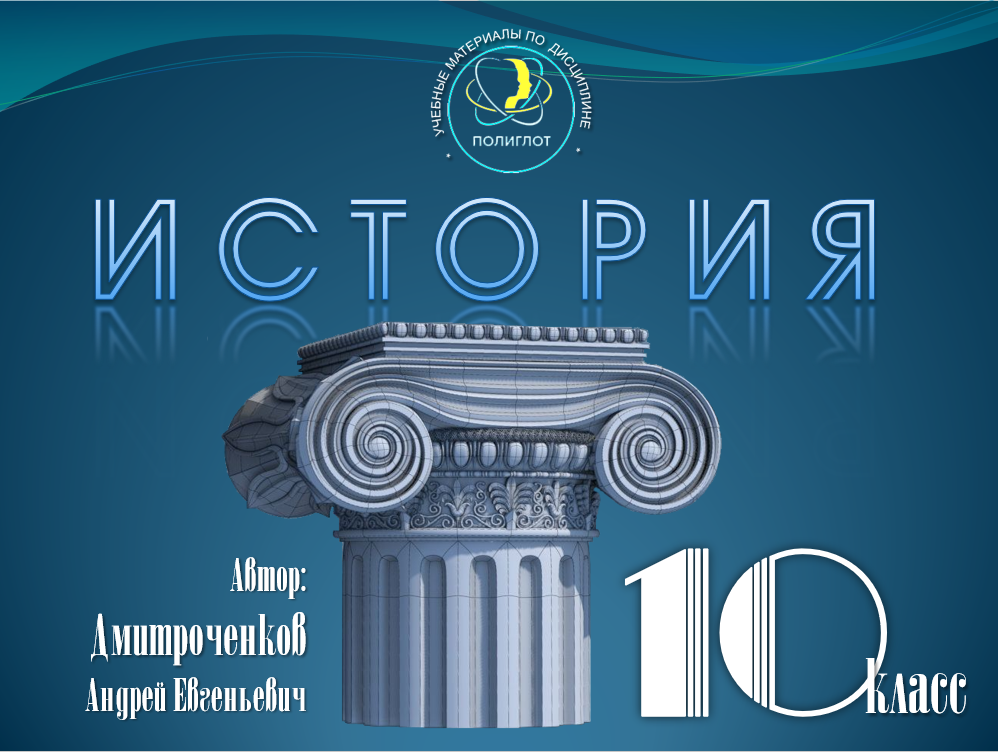 УЧЕБНЫЕ МАТЕРИАЛЫ ПО ДИСЦИПЛИНЕ
ПОЛИГЛОТ
ИСТОРИЯ
Автор:
Дмитроченков
Андрей Евгеньевич
10
класс